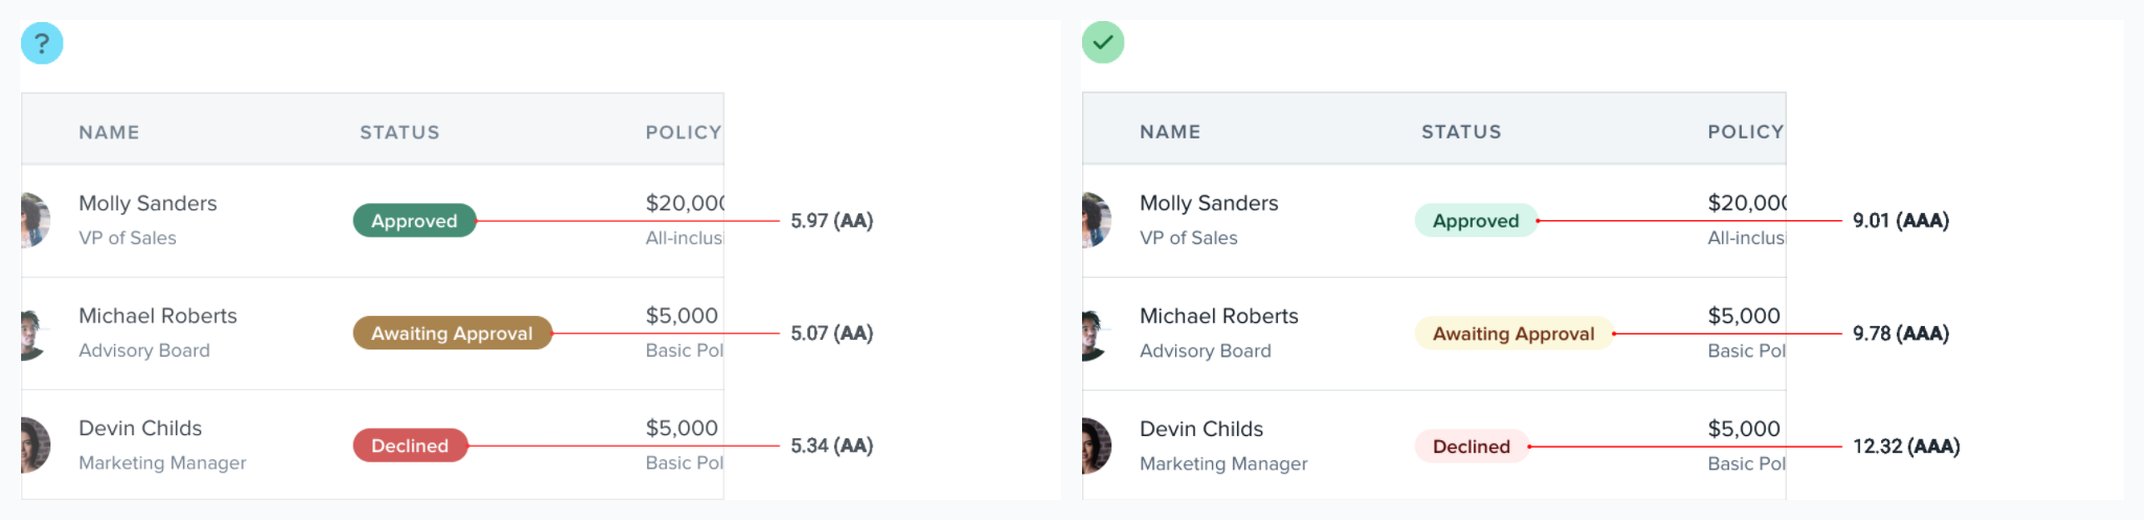 ?
NAME STATUS POLICY
Molly Sanders
VP of Sales
Approved
$20,000
All-inclusi
5.97 (AA)
Michael Roberts
Advisory Board
Awaiting Approval
$5,000
Basic Pol
5.07 (AA)
Devin Childs
Marketing Manager
Declined
$5,000
Basic Pol
5.34 (AA)
NAME STATUS POLICY
Molly Sanders
VP of Sales
Approved
$20,000
All-inclus
9.01 (AAA)
Michael Roberts
Advisory Board
Awaiting Approval
$5,000
Basic Pol
9.78 (AAA)
Devin Childs
Marketing Manager
Declined
$5,000
Basic Pol
12.32 (AAA)